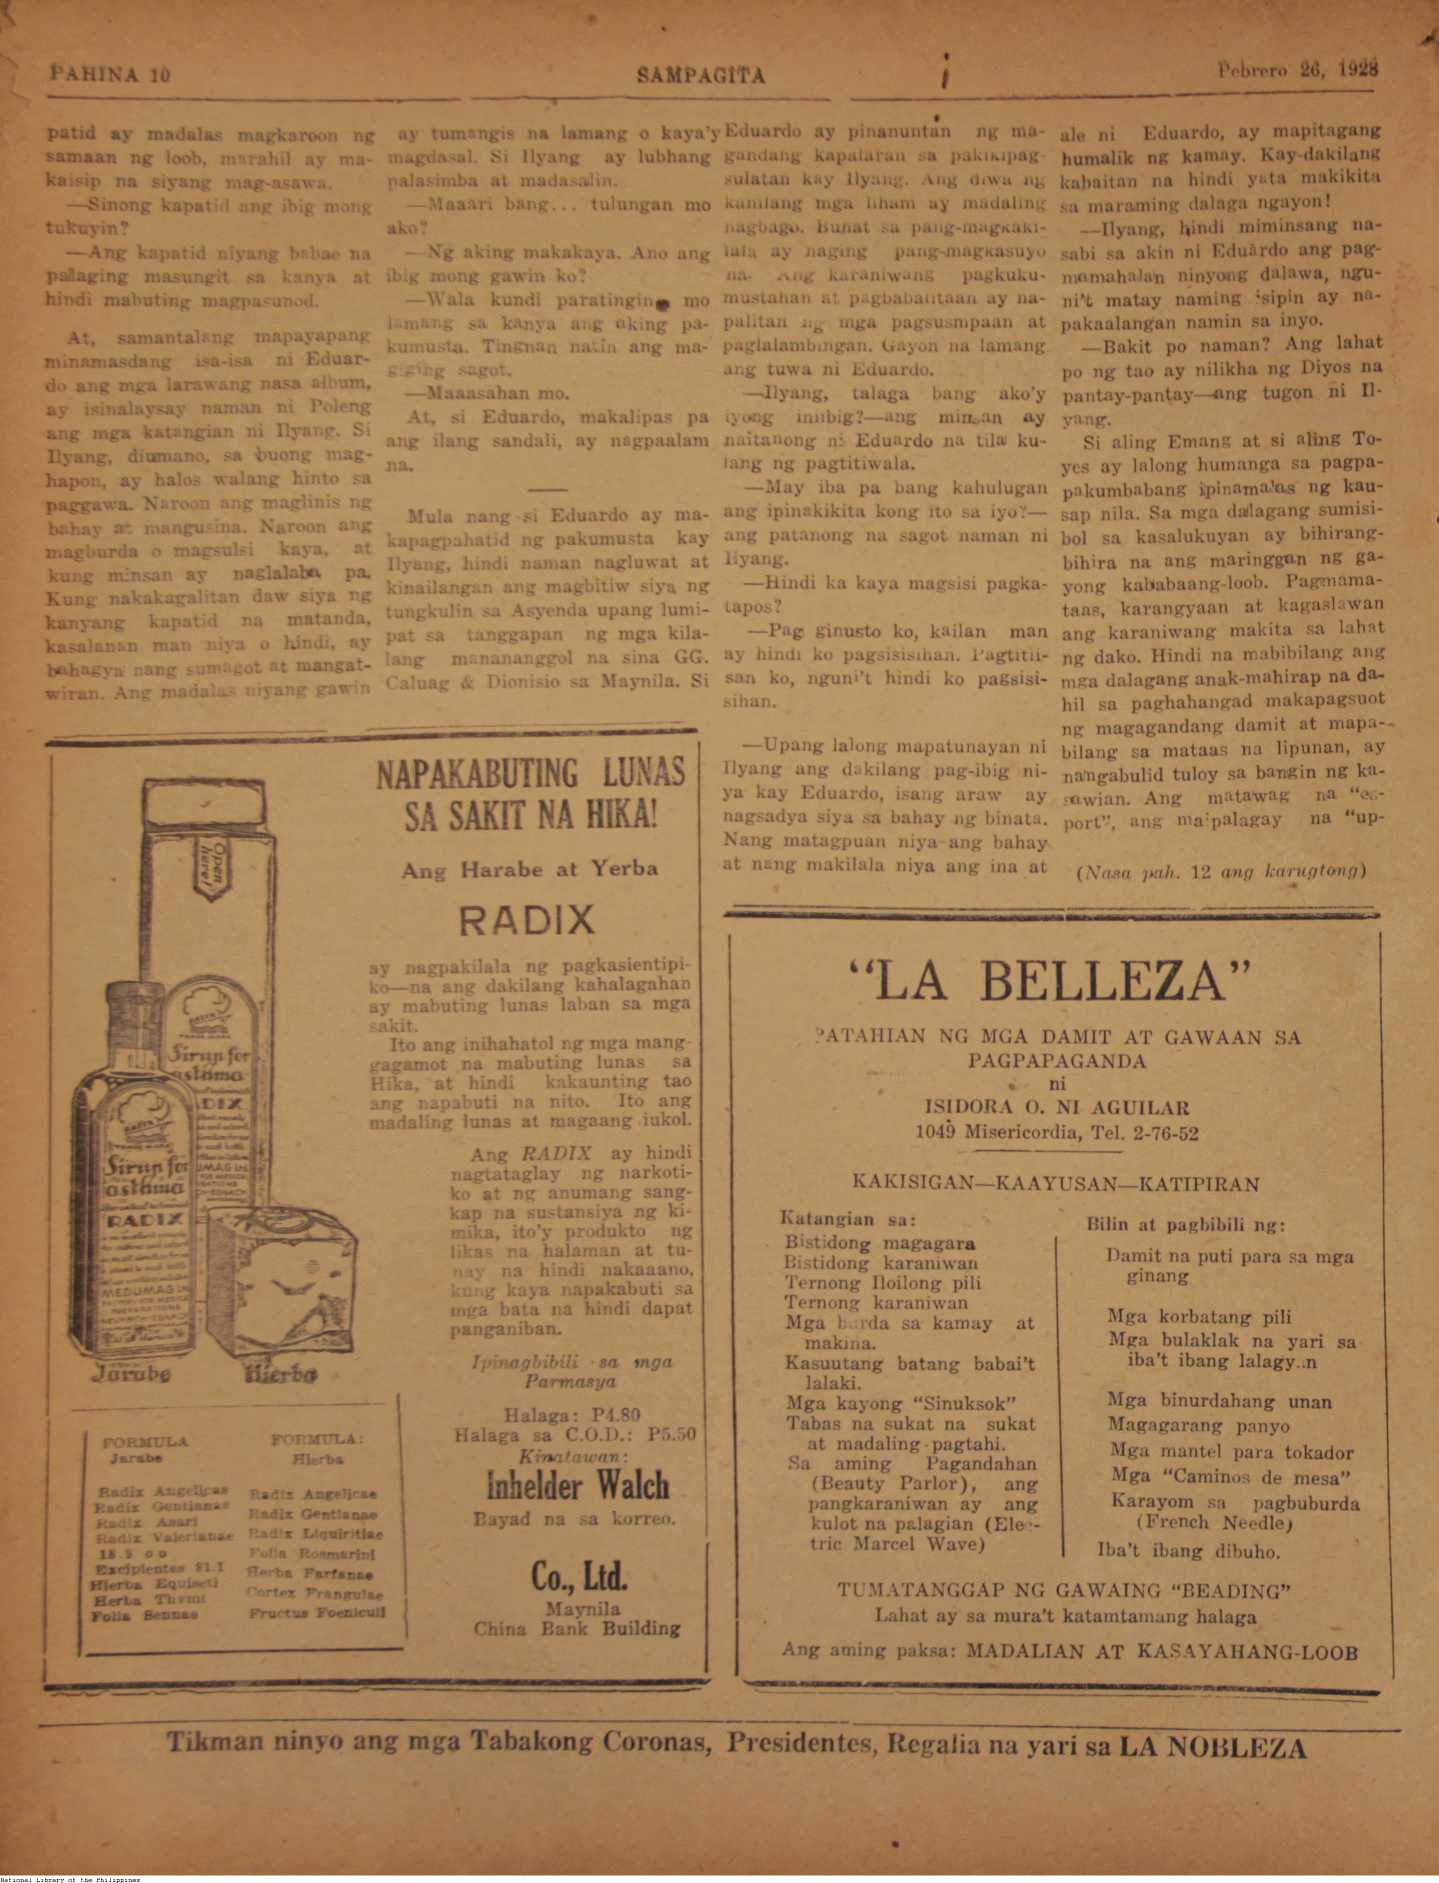 PAHINA 10
SAMPAGITA
Pebrero 26, 1928
patid ay madalas magkaroon ng
samaan ng loob, marahil ay ma-
kaisip na siyang mag-asawa.
—Sinong kapatid ang ibig mong
tukuyin?
—Ang kapatid niyang babae na
palaging masungit sa kanya at
hindi mabuting magpasunod.
At, samantalang mapayapang
minamasdang isa-isa ni Eduar-
do ang mga larawang nasa album,
ay isinalaysay naman ni Poleng
ang mga katangian ni Ilyang. Si
Ilyang, diumano, sa buong mag-
hapon, ay halos walang hinto sa
paggawa. Naroon ang maglinis ng
bahay at mangusina. Naroon ang
magburda o magsulsi kaya, at
kung minsan ay naglalaba pa.
Kung nakakagalitan daw siya ng
kanyang kapatid na matanda,
kasalanan man niya o hindi, ay
bahagya nang sumagot at mangat-
wiran. Ang madalas niyang gawin
ay tumangis na lamang o kaya'y
magdasal. Si Ilyang ay lubhang
palasimba at madasalin.
—Maaari bang... tulungan mo
ako?
—Ng aking makakaya. Ano ang
ibig mong gawin ko?
—Wala kundi paratingin mo
lamang sa kanya ang aking pa-
kumusta. Tingnan natin ang ma-
giging sagot.
—Maaasahan mo.
At, si Eduardo, makalipas pa
ang ilang sandali, ay nagpaalam
na.
Mula nang si Eduardo ay ma-
kapagpahatid ng pakumusta kay
Ilyang, hindi naman nagluwat at
kinailangan ang magbitiw siya ng
tungkulin sa Asyenda upang lumi-
pat sa tanggapan ng mga kila-
lang manananggol na sina GG.
Caluag & Dionisio sa Maynila. Si
Eduardo ay pinanuntan ng ma-
gandang kapalaran sa pakikipag-
sulatan kay Ilyang. Ang diwa ng
kanilang mga liham ay madaling
nagbago. Buhat sa pang-magkaki-
lala ay naging pang-magkasuyo
na. Ang karaniwang pagkuku-
mustahan at pagbabalitaan ay na-
palitan ng mga pagsusmpaan at
paglalambingan. Gayon na lamang
ang tuwa ni Eduardo.
—Ilyang, talaga bang ako'y
iyong iniibig?—ang minsan ay
naitanong ni Eduardo na tila ku-
lang ng pagtitiwala.
—May iba pa bang kahulugan
ang ipinakikita kong ito sa iyo?—
ang patanong na sagot naman ni
Ilyang.
—Hindi ka kaya magsisi pagka-
tapos?
—Pag ginusto ko, kailan man
ay hindi ko pagsisisihan. Pagtitii-
san ko, nguni't hindi ko pagsisi-
sihan.
—Upang lalong mapatunayan ni
Ilyang ang dakilang pag-ibig ni-
ya kay Eduardo, isang araw ay
nagsadya siya sa bahay ng binata.
Nang matagpuan niya ang bahay
at nang makilala niya ang ina at
ale ni Eduardo, ay mapitagang
humalik ng kamay. Kay-dakilang
kabaitan na hindi yata makikita
sa maraming dalaga ngayon!
—Ilyang, hindi miminsang na-
sabi sa akin ni Eduardo ang pag-
mamahalan ninyong dalawa, ngu-
ni't matay naming isipin ay na-
pakaalangan namin sa inyo.
—Bakit po naman? Ang lahat
po ng tao ay nilikha ng Diyos na
pantay-pantay—ang tugon ni Il-
yang.
Si aling Emang at si aling To-
yes ay lalong humanga sa pagpa-
pakumbabang ipinamalas ng kau-
sap nila. Sa mga dalagang sumisi-
bol sa kasalukuyan ay bihirang-
bihira na ang maringgan ng ga-
yong kababaang-loob. Pagmama-
taas, karangyaan at kagaslawan
ang karaniwang makita sa lahat
ng dako. Hindi na mabibilang ang
mga dalagang anak-mahirap na da-
hil sa paghahangad makapagsuot
ng magagandang damit at mapa-
bilang sa mataas na lipunan, ay
nangabulid tuloy sa bangin ng ka-
sawian. Ang matawag na “es-
port”, ang maipalagay na “up-
(Nasa pah. 12 ang karugtong)
NAPAKABUTING LUNAS
SA SAKIT NA HIKA!
Ang Harabe at Yerba
RADIX
ay nagpakilala ng pagkasientipi-
ko—na ang dakilang kahalagahan
ay mabuting lunas laban sa mga
sakit.
Ito ang inihahatol ng mga mang-
gagamot na mabuting lunas sa
Hika, at hindi kakaunting tao
ang napabuti na nito. Ito ang
madaling lunas at magaang iukol.
Ang RADIX ay hindi
nagtataglay ng narkoti-
ko at ng anumang sang-
kap na sustansiya ng ki-
mika, ito'y produkto ng
likas na halaman at tu-
nay na hindi nakaaano,
kung kaya napakabuti sa
mga bata na hindi dapat
panganiban.
Ipinagbibili sa mga
Parmasya
Halaga: P4.80
Halaga sa C.O.D.: P5.50
Kinatawan:
Inhelder Walch
Bayad na sa korreo.
Co., Ltd.
Maynila
China Bank Building
Open here!
Sirup for
asthma
RADIX
Sirup for
asthma
RADIX
MEDUMAG
Jarabe
Hierba
FORMULA
Jarabe
Radix Angelicae
Radix Gentianae
Radix Asari
Radix Valerianae
Excipientes 81.1
Hierba Equiseti
Herba Thymi
Folia Sennae
FORMULA:
Hierba
Radix Angelicae
Radix Gentianae
Radix Liquiritiae
Folia Rosmarini
Herba Farfanae
Cortex Frangulae
Fructus Foeniculi
“LA BELLEZA”
PATAHIAN NG MGA DAMIT AT GAWAAN SA
PAGPAPAGANDA
ni
ISIDORA O. NI AGUILAR
1049 Misericordia, Tel. 2-76-52
KAKISIGAN—KAAYUSAN—KATIPIRAN
Katangian sa:
Bistidong magagara
Bistidong karaniwan
Ternong Iloilong pili
Ternong karaniwan
Mga burda sa kamay at
makina.
Kasuutang batang babai't
lalaki.
Mga kayong “Sinuksok”
Tabas na sukat na sukat
at madaling pagtahi.
Sa aming Pagandahan
(Beauty Parlor), ang
pangkaraniwan ay ang
kulot na palagian (Elec-
tric Marcel Wave)
Bilin at pagbibili ng:
Damit na puti para sa mga
ginang
Mga korbatang pili
Mga bulaklak na yari sa
iba't ibang lalagyan
Mga binurdahang unan
Magagarang panyo
Mga mantel para tokador
Mga “Caminos de mesa”
Karayom sa pagbuburda
(French Needle)
Iba't ibang dibuho.
TUMATANGGAP NG GAWAING “BEADING”
Lahat ay sa mura't katamtamang halaga
Ang aming paksa: MADALIAN AT KASAYAHANG-LOOB
Tikman ninyo ang mga Tabakong Coronas, Presidentes, Regalia na yari sa LA NOBLEZA
National Library of the Philippines